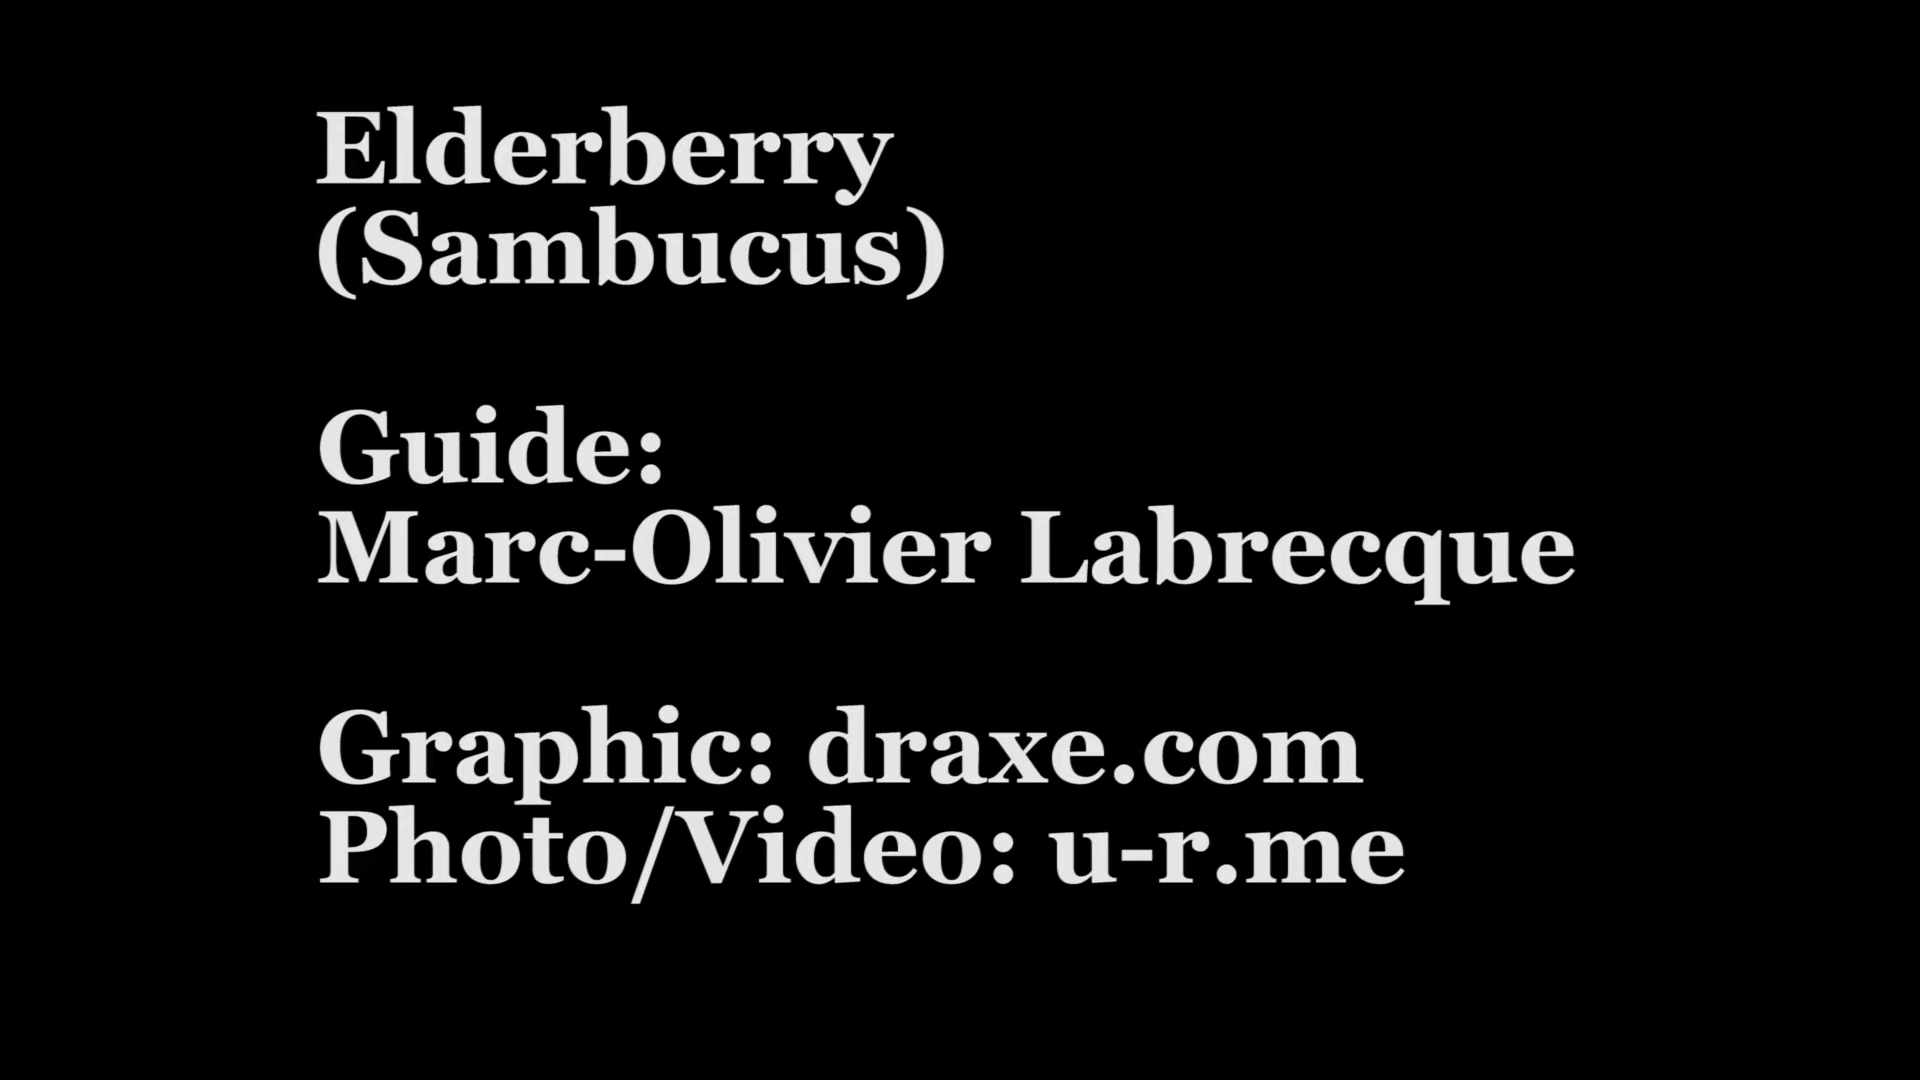 Elderberry
(Sambucus)
Guide:
Marc-Olivier Labrecque
Graphic: draxe.com
Photo/Video: u-r.me